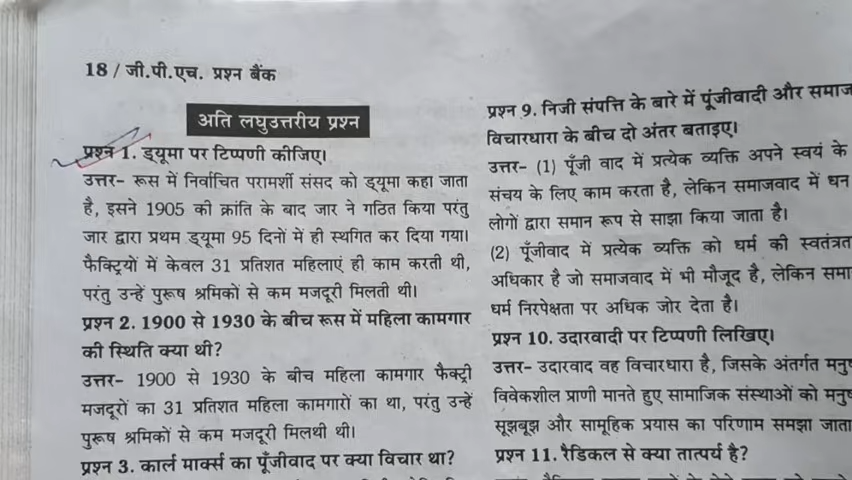 18 / जी.पी.एच. प्रश्न बैंक
अति लघुउत्तरीय प्रश्न
प्रश्न 1. ड्यूमा पर टिप्पणी कीजिए।
उत्तर- रूस में निर्वाचित परामर्शी संसद को ड्यूमा कहा जाता
है, इसने 1905 की क्रांति के बाद जार ने गठित किया परंतु
जार द्वारा प्रथम ड्यूमा 95 दिनों में ही स्थगित कर दिया गया।
फैक्ट्रियों में केवल 31 प्रतिशत महिलाएं ही काम करती थी,
परंतु उन्हें पुरूष श्रमिकों से कम मजदूरी मिलती थी।
प्रश्न 2. 1900 से 1930 के बीच रूस में महिला कामगार
की स्थिति क्या थी?
उत्तर- 1900 से 1930 के बीच महिला कामगार फैक्ट्री
मजदूरों का 31 प्रतिशत महिला कामगारों का था, परंतु उन्हें
पुरूष श्रमिकों से कम मजदूरी मिलथी थी।
प्रश्न 3. कार्ल मार्क्स का पूँजीवाद पर क्या विचार था?
प्रश्न 9. निजी संपत्ति के बारे में पूंजीवादी और समाज
विचारधारा के बीच दो अंतर बताइए।
उत्तर- (1) पूँजी वाद में प्रत्येक व्यक्ति अपने स्वयं के
संचय के लिए काम करता है, लेकिन समाजवाद में धन
लोगों द्वारा समान रूप से साझा किया जाता है।
(2) पूँजीवाद में प्रत्येक व्यक्ति को धर्म की स्वतंत्रत
अधिकार है जो समाजवाद में भी मौजूद है, लेकिन समा
धर्म निरपेक्षता पर अधिक जोर देता है।
प्रश्न 10. उदारवादी पर टिप्पणी लिखिए।
उत्तर- उदारवाद वह विचारधारा है, जिसके अंतर्गत मनुष
विवेकशील प्राणी मानते हुए सामाजिक संस्थाओं को मनुष
सूझबूझ और सामूहिक प्रयास का परिणाम समझा जाता
प्रश्न 11. रैडिकल से क्या तात्पर्य है?